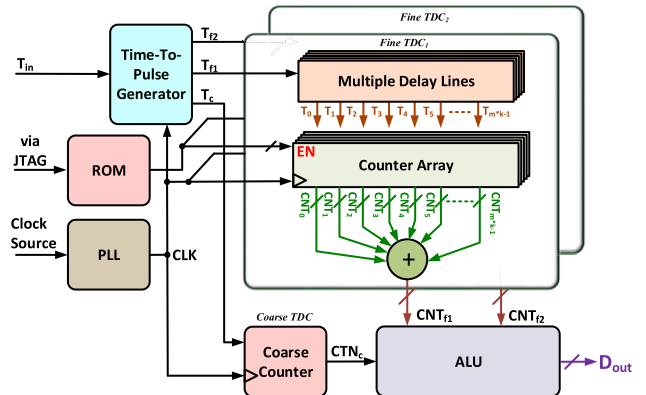 Fine TDC2
Fine TDC1
Time-To-
Pulse
Generator
Tin
Tf2
Tf1
Tc
Multiple Delay Lines
T0 T1 T2 T3 T4 T5 Tm*k-1
via
JTAG
ROM
EN
Counter Array
CNT0 CNT1 CNT2 CNT3 CNT4 CNT5 CNTm*k-1
Clock
Source
PLL
CLK
+
CNTf1 CNTf2
Coarse TDC
Coarse
Counter
CTNc
ALU
Dout